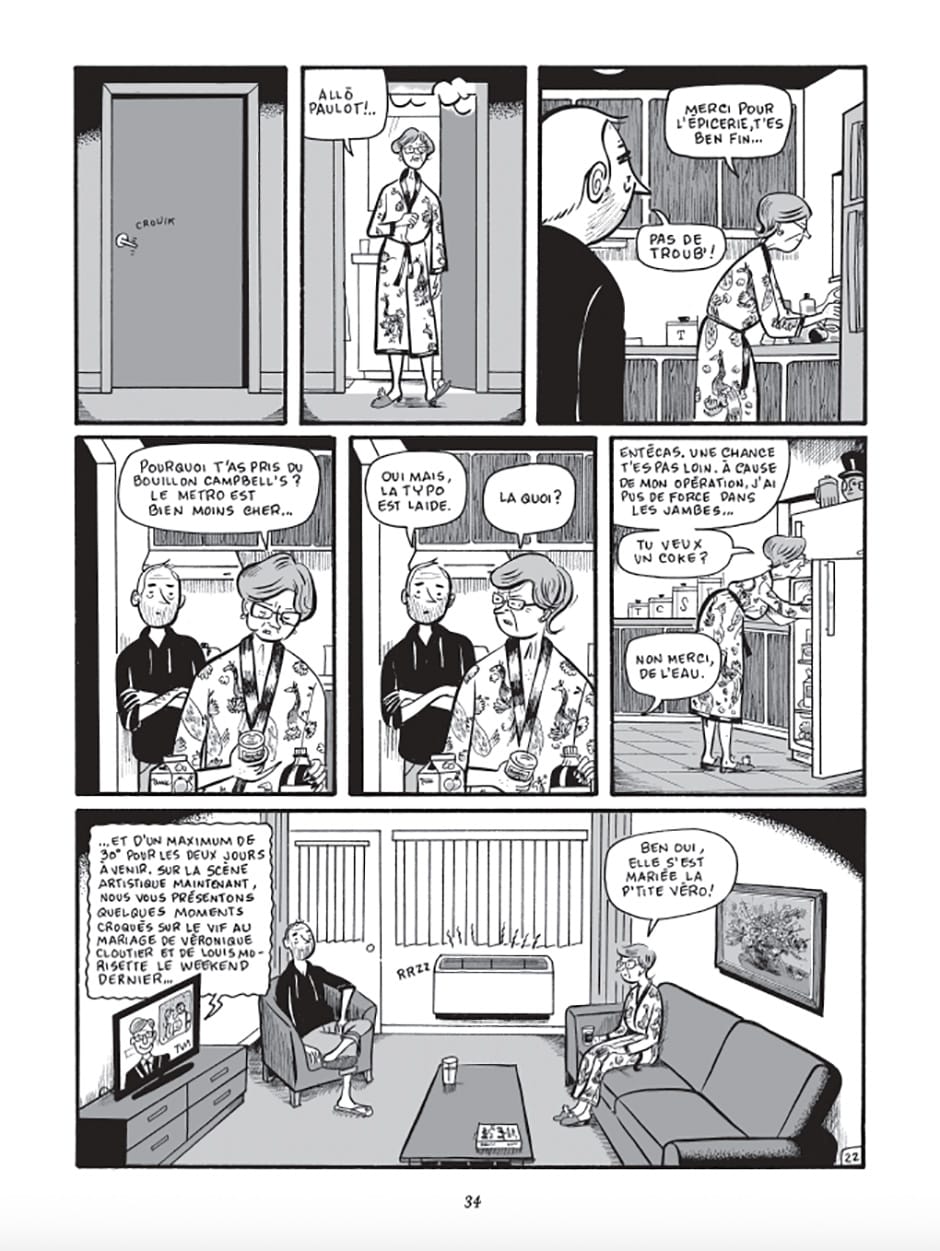 CROUIK
ALLÔ
PAULOT!..
MERCI POUR
L'ÉPICERIE, T'ES
BEN FIN...
PAS DE
TROUB'!
T
POURQUOI T'AS PRIS DU
BOUILLON CAMPBELL'S?
LE METRO EST
BIEN MOINS CHER...
OUI MAIS,
LA TYPO
EST LAIDE.
LA QUOI?
ENTÉCAS. UNE CHANCE
T'ES PAS LOIN. À CAUSE
DE MON OPÉRATION, J'AI
PUS DE FORCE DANS
LES JAMBES...
TU VEUX
UN COKE?
T C S
NON MERCI,
DE L'EAU.
...ET D'UN MAXIMUM DE
30° POUR LES DEUX JOURS
À VENIR. SUR LA SCÈNE
ARTISTIQUE MAINTENANT,
NOUS VOUS PRÉSENTONS
QUELQUES MOMENTS
CROQUÉS SUR LE VIF AU
MARIAGE DE VÉRONIQUE
CLOUTIER ET DE LOUIS MO-
RISETTE LE WEEKEND
DERNIER...
BEN OUI,
ELLE S'EST
MARIÉE LA
P'TITE VÉRO!
RRZZ
TVA
22
34